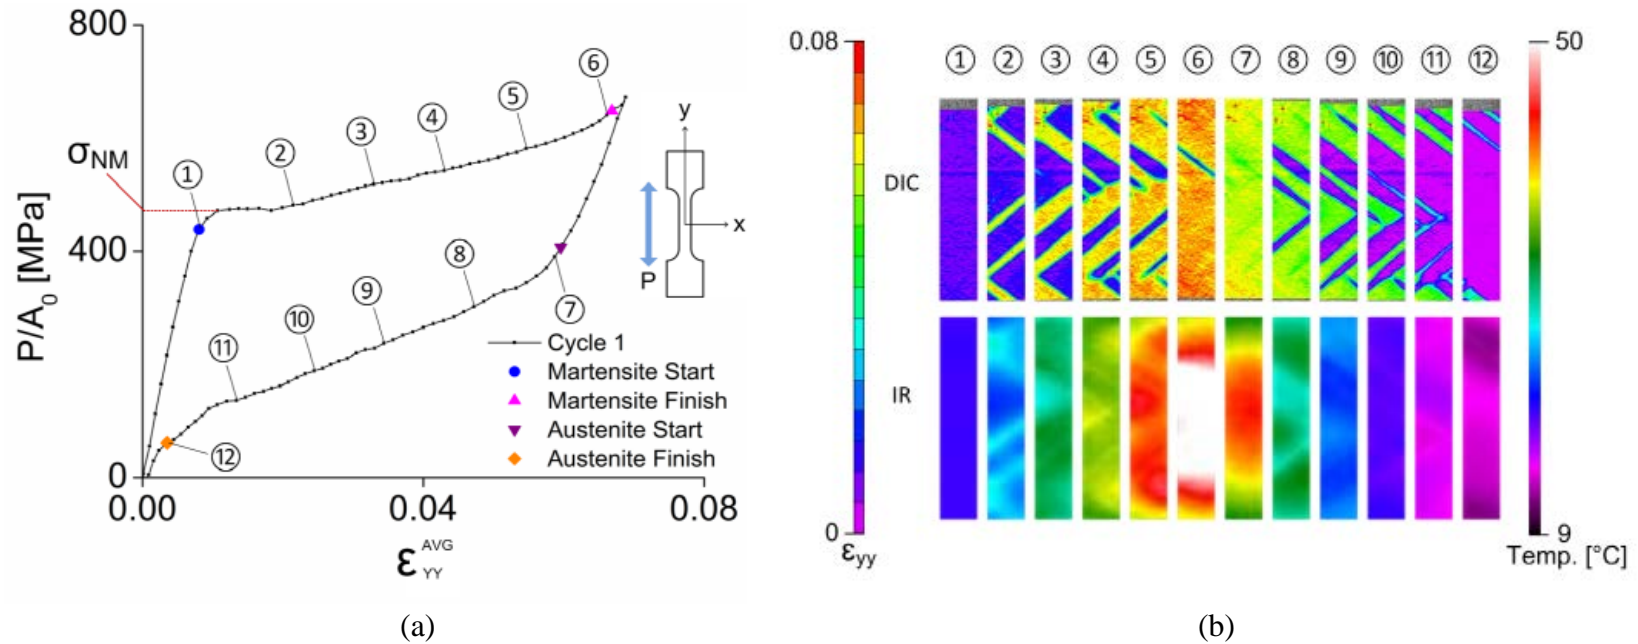 800
σNM
400
0
P/A0 [MPa]
① ② ③ ④ ⑤ ⑥
⑦ ⑧ ⑨ ⑩ ⑪ ⑫
y
x
P
Cycle 1
Martensite Start
Martensite Finish
Austenite Start
Austenite Finish
0.00 0.04 0.08
εYY AVG
(a)
0.08
0
εyy
① ② ③ ④ ⑤ ⑥ ⑦ ⑧ ⑨ ⑩ ⑪ ⑫
DIC
IR
50
9
Temp. [°C]
(b)